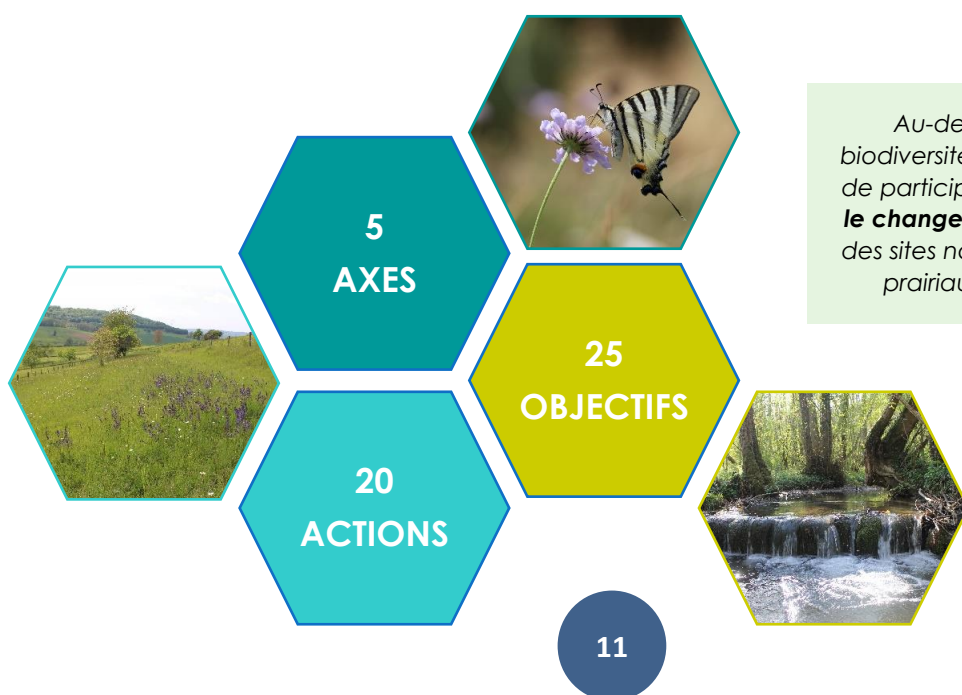 5
AXES
25
OBJECTIFS
20
ACTIONS
Au-de
biodiversité
de particip
le change
des sites na
prairiau
11